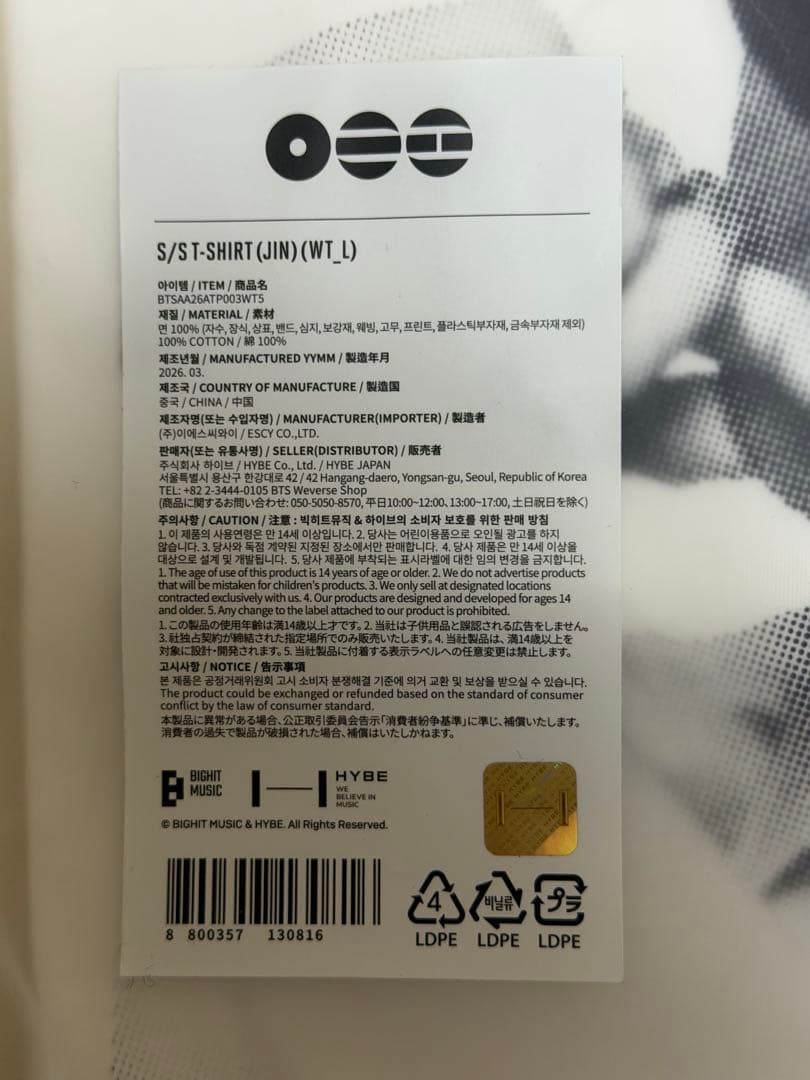 S/S T-SHIRT (JIN) (WT_L)
아이템 / ITEM / 商品名
BTSAA26ATP003WT5
재질 / MATERIAL / 素材
면 100% (자수, 장식, 상표, 밴드, 심지, 보강재, 웨빙, 고무, 프린트, 플라스틱부자재, 금속부자재 제외)
100% COTTON / 綿 100%
제조년월 / MANUFACTURED YYMM / 製造年月
2026. 03.
제조국 / COUNTRY OF MANUFACTURE / 製造国
중국 / CHINA / 中国
제조자명(또는 수입자명) / MANUFACTURER(IMPORTER) / 製造者
(주)이에스씨와이 / ESCY CO.,LTD.
판매자(또는 유통사명) / SELLER(DISTRIBUTOR) / 販売者
주식회사 하이브 / HYBE Co., Ltd. / HYBE JAPAN
서울특별시 용산구 한강대로 42 / 42 Hangang-daero, Yongsan-gu, Seoul, Republic of Korea
TEL: +82 2-3444-0105 BTS Weverse Shop
(商品に関するお問い合わせ: 050-5050-8570, 平日10:00~12:00、13:00~17:00, 土日祝日を除く)
주의사항 / CAUTION / 注意 : 빅히트뮤직 & 하이브의 소비자 보호를 위한 판매 방침
1. 이 제품의 사용연령은 만 14세 이상입니다. 2. 당사는 어린이용품으로 오인될 광고를 하지
않습니다. 3. 당사와 독점 계약된 지정된 장소에서만 판매합니다. 4. 당사 제품은 만 14세 이상을
대상으로 설계 및 개발됩니다. 5. 당사 제품에 부착되는 표시라벨에 대한 임의 변경을 금지합니다.
1. The age of use of this product is 14 years of age or older. 2. We do not advertise products
that will be mistaken for children's products. 3. We only sell at designated locations
contracted exclusively with us. 4. Our products are designed and developed for ages 14
and older. 5. Any change to the label attached to our product is prohibited.
1. この製品の使用年齢は満14歳以上才です。2. 当社は子供用品と誤認される広告をしません。
3. 社独占契約が締結された指定場所でのみ販売いたします。4. 当社製品は、満14歳以上を
対象に設計・開発されます。5. 当社製品に付着する表示ラベルへの任意変更は禁止します。
고시사항 / NOTICE / 告示事項
본 제품은 공정거래위원회 고시 소비자 분쟁해결 기준에 의거 교환 및 보상을 받으실 수 있습니다.
The product could be exchanged or refunded based on the standard of consumer
conflict by the law of consumer standard.
本製品に異常がある場合、公正取引委員会告示「消費者紛争基準」に準じ、補償いたします。
消費者の過失で製品が破損された場合、補償はいたしかねます。
BIGHIT
MUSIC
HYBE
WE
BELIEVE IN
MUSIC
© BIGHIT MUSIC & HYBE. All Rights Reserved.
8 800357 130816
4
LDPE
비닐류
LDPE
プラ
LDPE